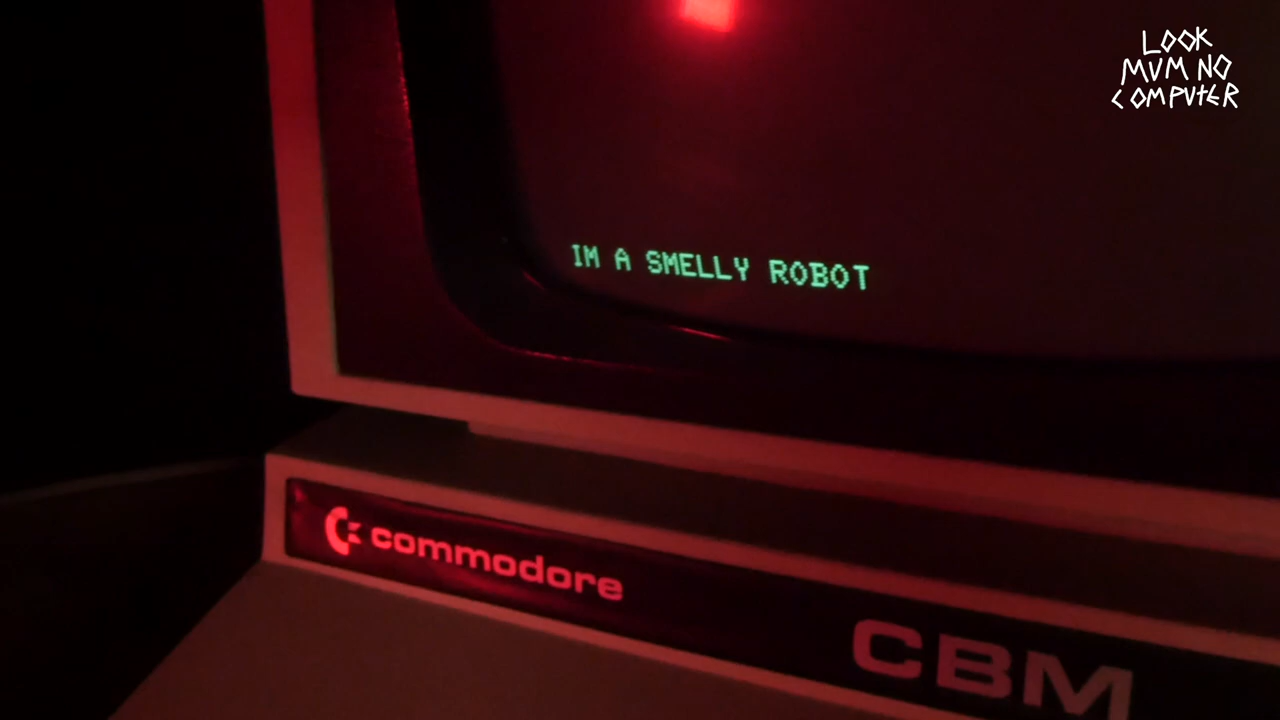 LOOK
MUM NO
COMPUTER
IM A SMELLY ROBOT
commodore
CBM